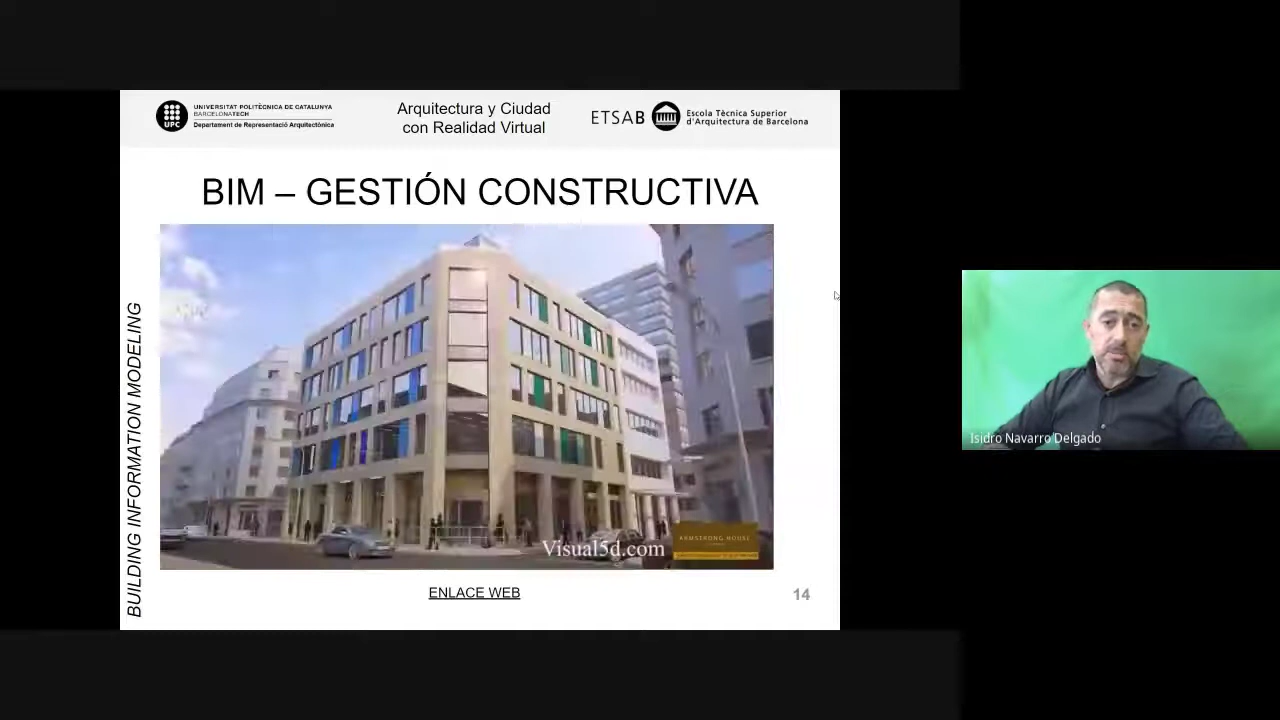 UPC
UNIVERSITAT POLITÈCNICA DE CATALUNYA
BARCELONATECH
Departament de Representació Arquitectònica
Arquitectura y Ciudad
con Realidad Virtual
ETSAB
Escola Tècnica Superior
d'Arquitectura de Barcelona
BIM – GESTIÓN CONSTRUCTIVA
BUILDING INFORMATION MODELING
Visual5d.com
ARMSTRONG HOUSE
ENLACE WEB
14
Isidro Navarro Delgado